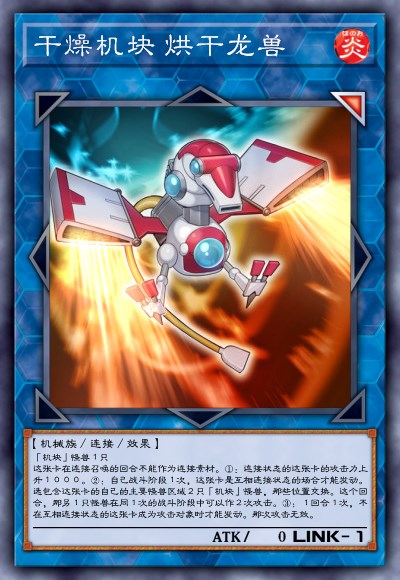 干燥机块 烘干龙兽
ほのお
炎
【机械族／连接／效果】
「机块」怪兽1只
这张卡在连接召唤的回合不能作为连接素材。①：连接状态的这张卡的攻击力上
升1000。②：自己战斗阶段1次，这张卡是互相连接状态的场合才能发动。
选包含这张卡的自己的主要怪兽区域2只「机块」怪兽，那些位置交换。这个回
合，那另1只怪兽在同1次的战斗阶段中可以作2次攻击。③：1回合1次，不
在互相连接状态的这张卡成为攻击对象时才能发动。那次攻击无效。
ATK/ 0 LINK-1